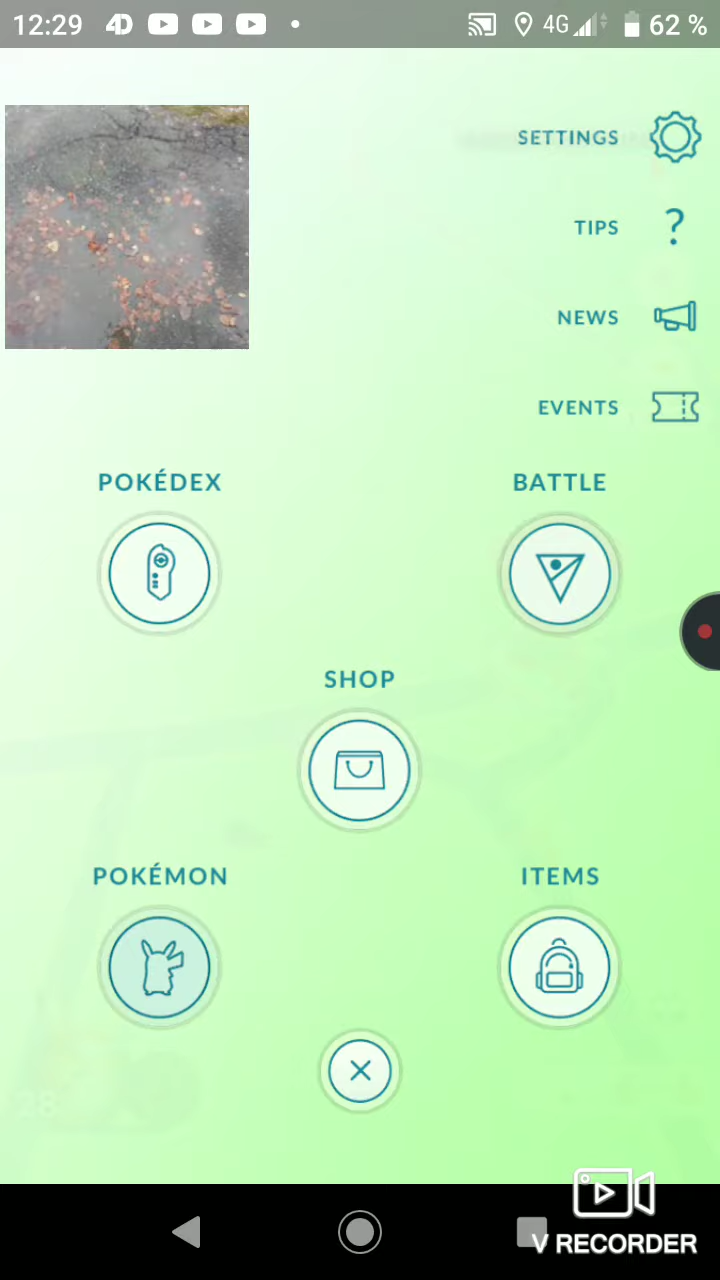 12:29 4G 62 %
SETTINGS
TIPS ?
NEWS
EVENTS
POKÉDEX BATTLE
SHOP
POKÉMON ITEMS
V RECORDER